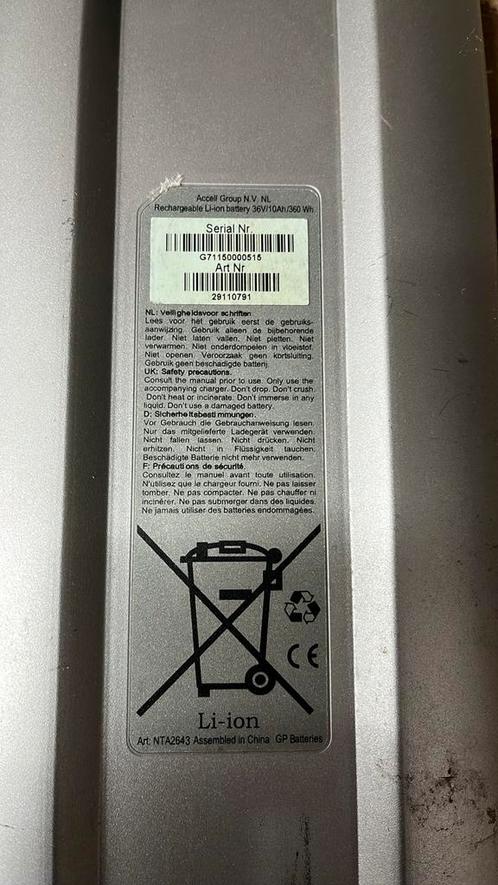 Accell Group N.V. NL
Rechargeable Li-ion battery 36V/10Ah/360 Wh.
Serial Nr.
G71150000515
Art Nr
29110791
NL: Veiligheidsvoor schriften
Lees voor het gebruik eerst de gebruiks-
aanwijzing. Gebruik alleen de bijbehorende
lader. Niet laten vallen. Niet pletten. Niet
verwarmen. Niet onderdompelen in vloeistof.
Niet openen. Veroorzaak geen kortsluiting.
Gebruik geen beschadigde batterij.
UK: Safety precautions.
Consult the manual prior to use. Only use the
accompanying charger. Don't drop. Don't crush.
Don't heat or incinerate. Don't immerse in any
liquid. Don't use a damaged battery.
D: Sicherheitsbesti mmungen.
Vor Gebrauch die Gebrauchanweisung lesen.
Nur das mitgelieferte Ladegerät verwenden.
Nicht fallen lassen. Nicht drücken. Nicht
erhitzen. Nicht in Flüssigkeit tauchen.
Beschädigte Batterie nicht mehr verwenden.
F: Précautions de sécurité.
Consultez le manuel avant toute utilisation.
N'utilisez que le chargeur fourni. Ne pas laisser
tomber. Ne pas compacter. Ne pas chauffer ni
incinérer. Ne pas submerger dans des liquides.
Ne jamais utiliser des batteries endommagées.
CE
Li-ion
Art: NTA2643 Assembled in China GP Batteries